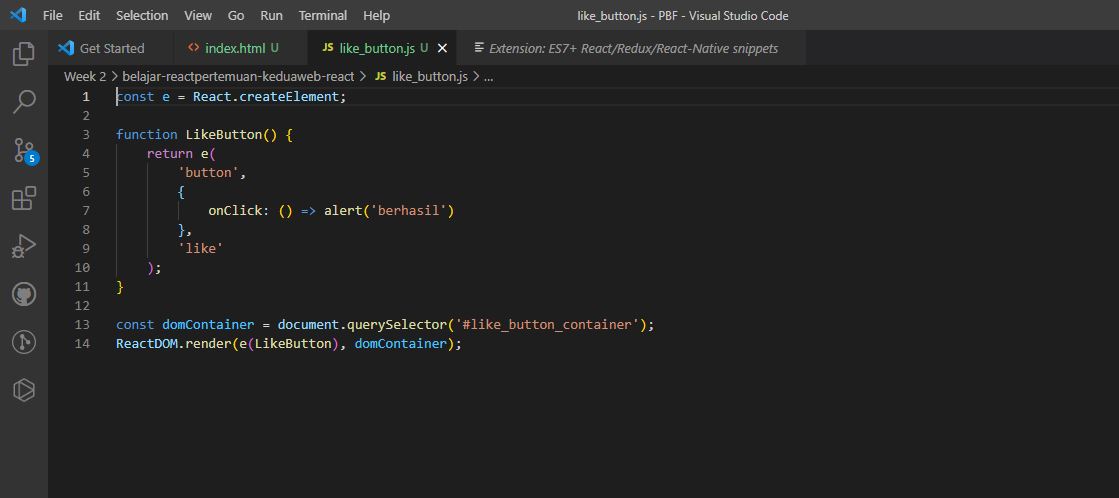 File Edit Selection View Go Run Terminal Help like_button.js - PBF - Visual Studio Code
Get Started index.html U JS like_button.js U Extension: ES7+ React/Redux/React-Native snippets
Week 2 > belajar-reactpertemuan-keduaweb-react > JS like_button.js > ...
1 const e = React.createElement;
2
3 function LikeButton() {
4 return e(
5 'button',
6 {
7 onClick: () => alert('berhasil')
8 },
9 'like'
10 );
11 }
12
13 const domContainer = document.querySelector('#like_button_container');
14 ReactDOM.render(e(LikeButton), domContainer);
5